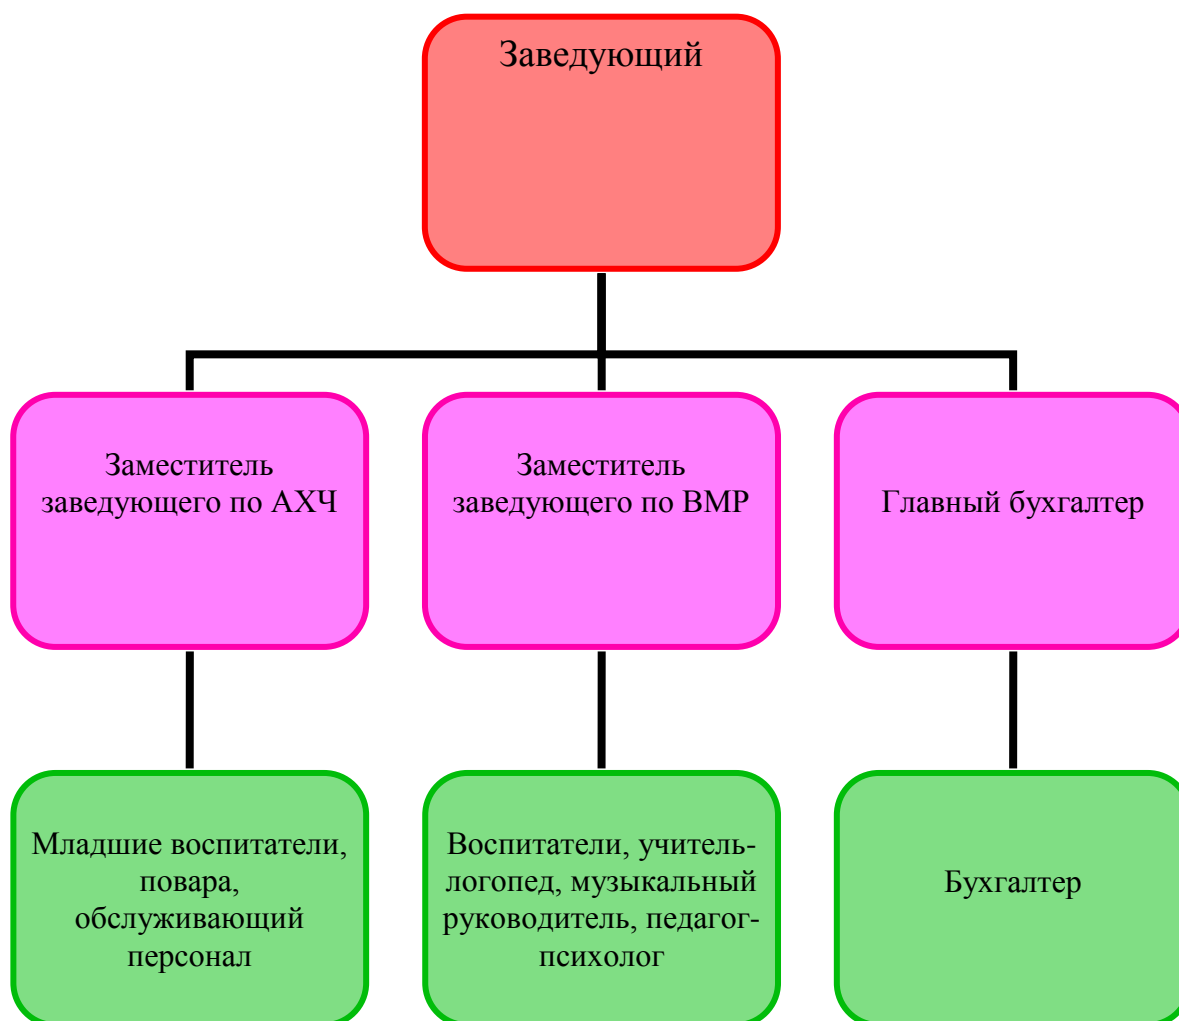 Заведующий
Заместитель
заведующего по АХЧ
Заместитель
заведующего по ВМР
Главный бухгалтер
Младшие воспитатели,
повара,
обслуживающий
персонал
Воспитатели, учитель-
логопед, музыкальный
руководитель, педагог-
психолог
Бухгалтер